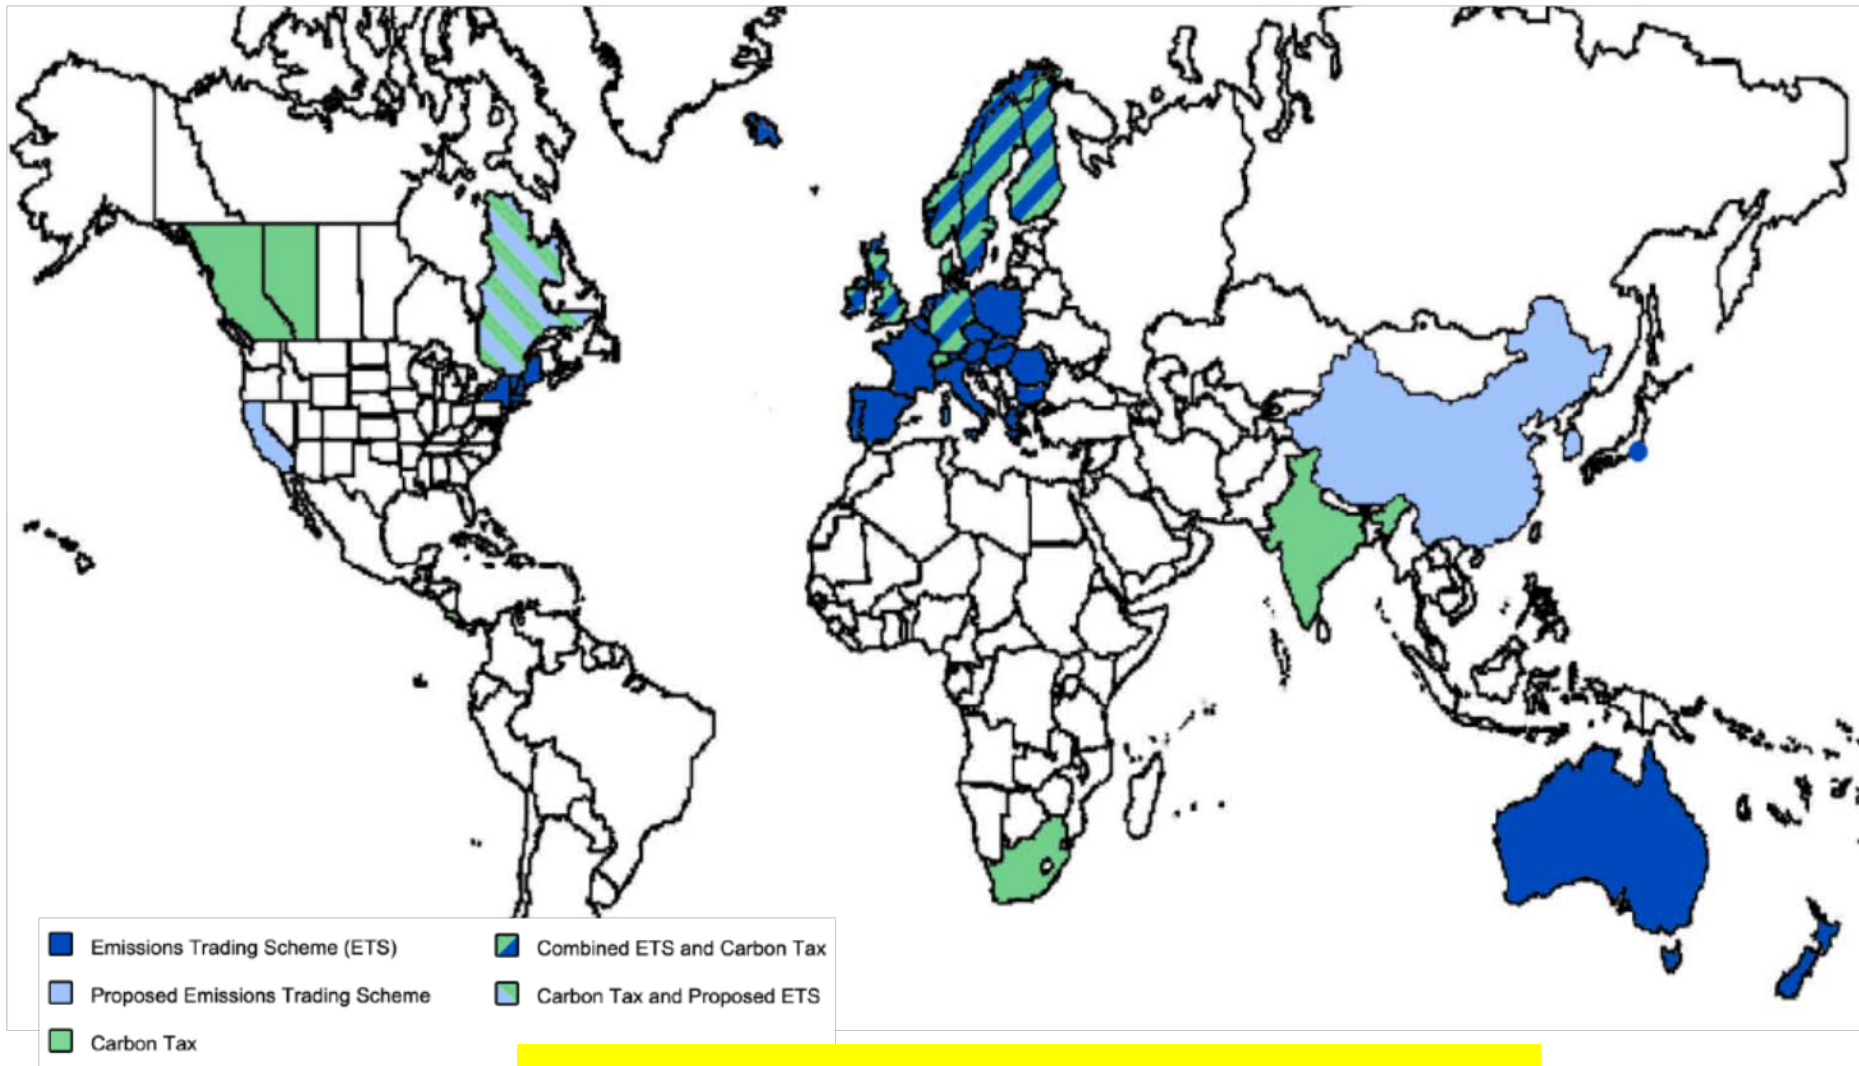 Emissions Trading Scheme (ETS)
Proposed Emissions Trading Scheme
Carbon Tax
Combined ETS and Carbon Tax
Carbon Tax and Proposed ETS